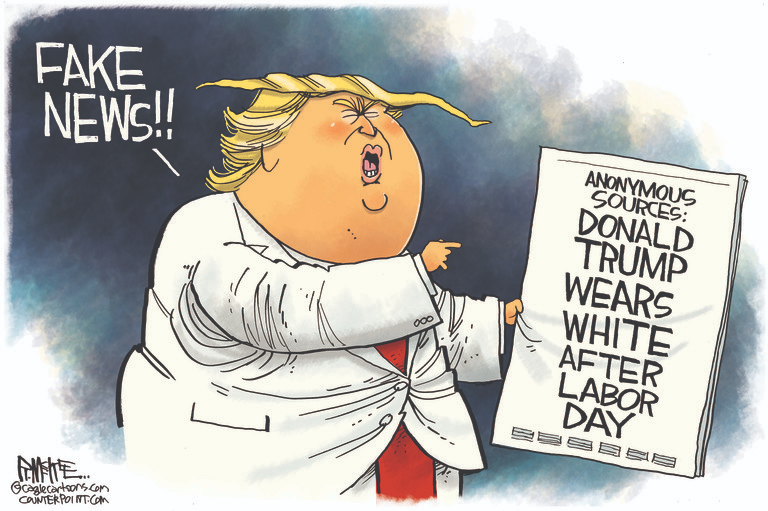 FAKE
NEWS!!
ANONYMOUS
SOURCES:
DONALD
TRUMP
WEARS
WHITE
AFTER
LABOR
DAY
@caglecartoons.com
COUNTERPOINT.COM